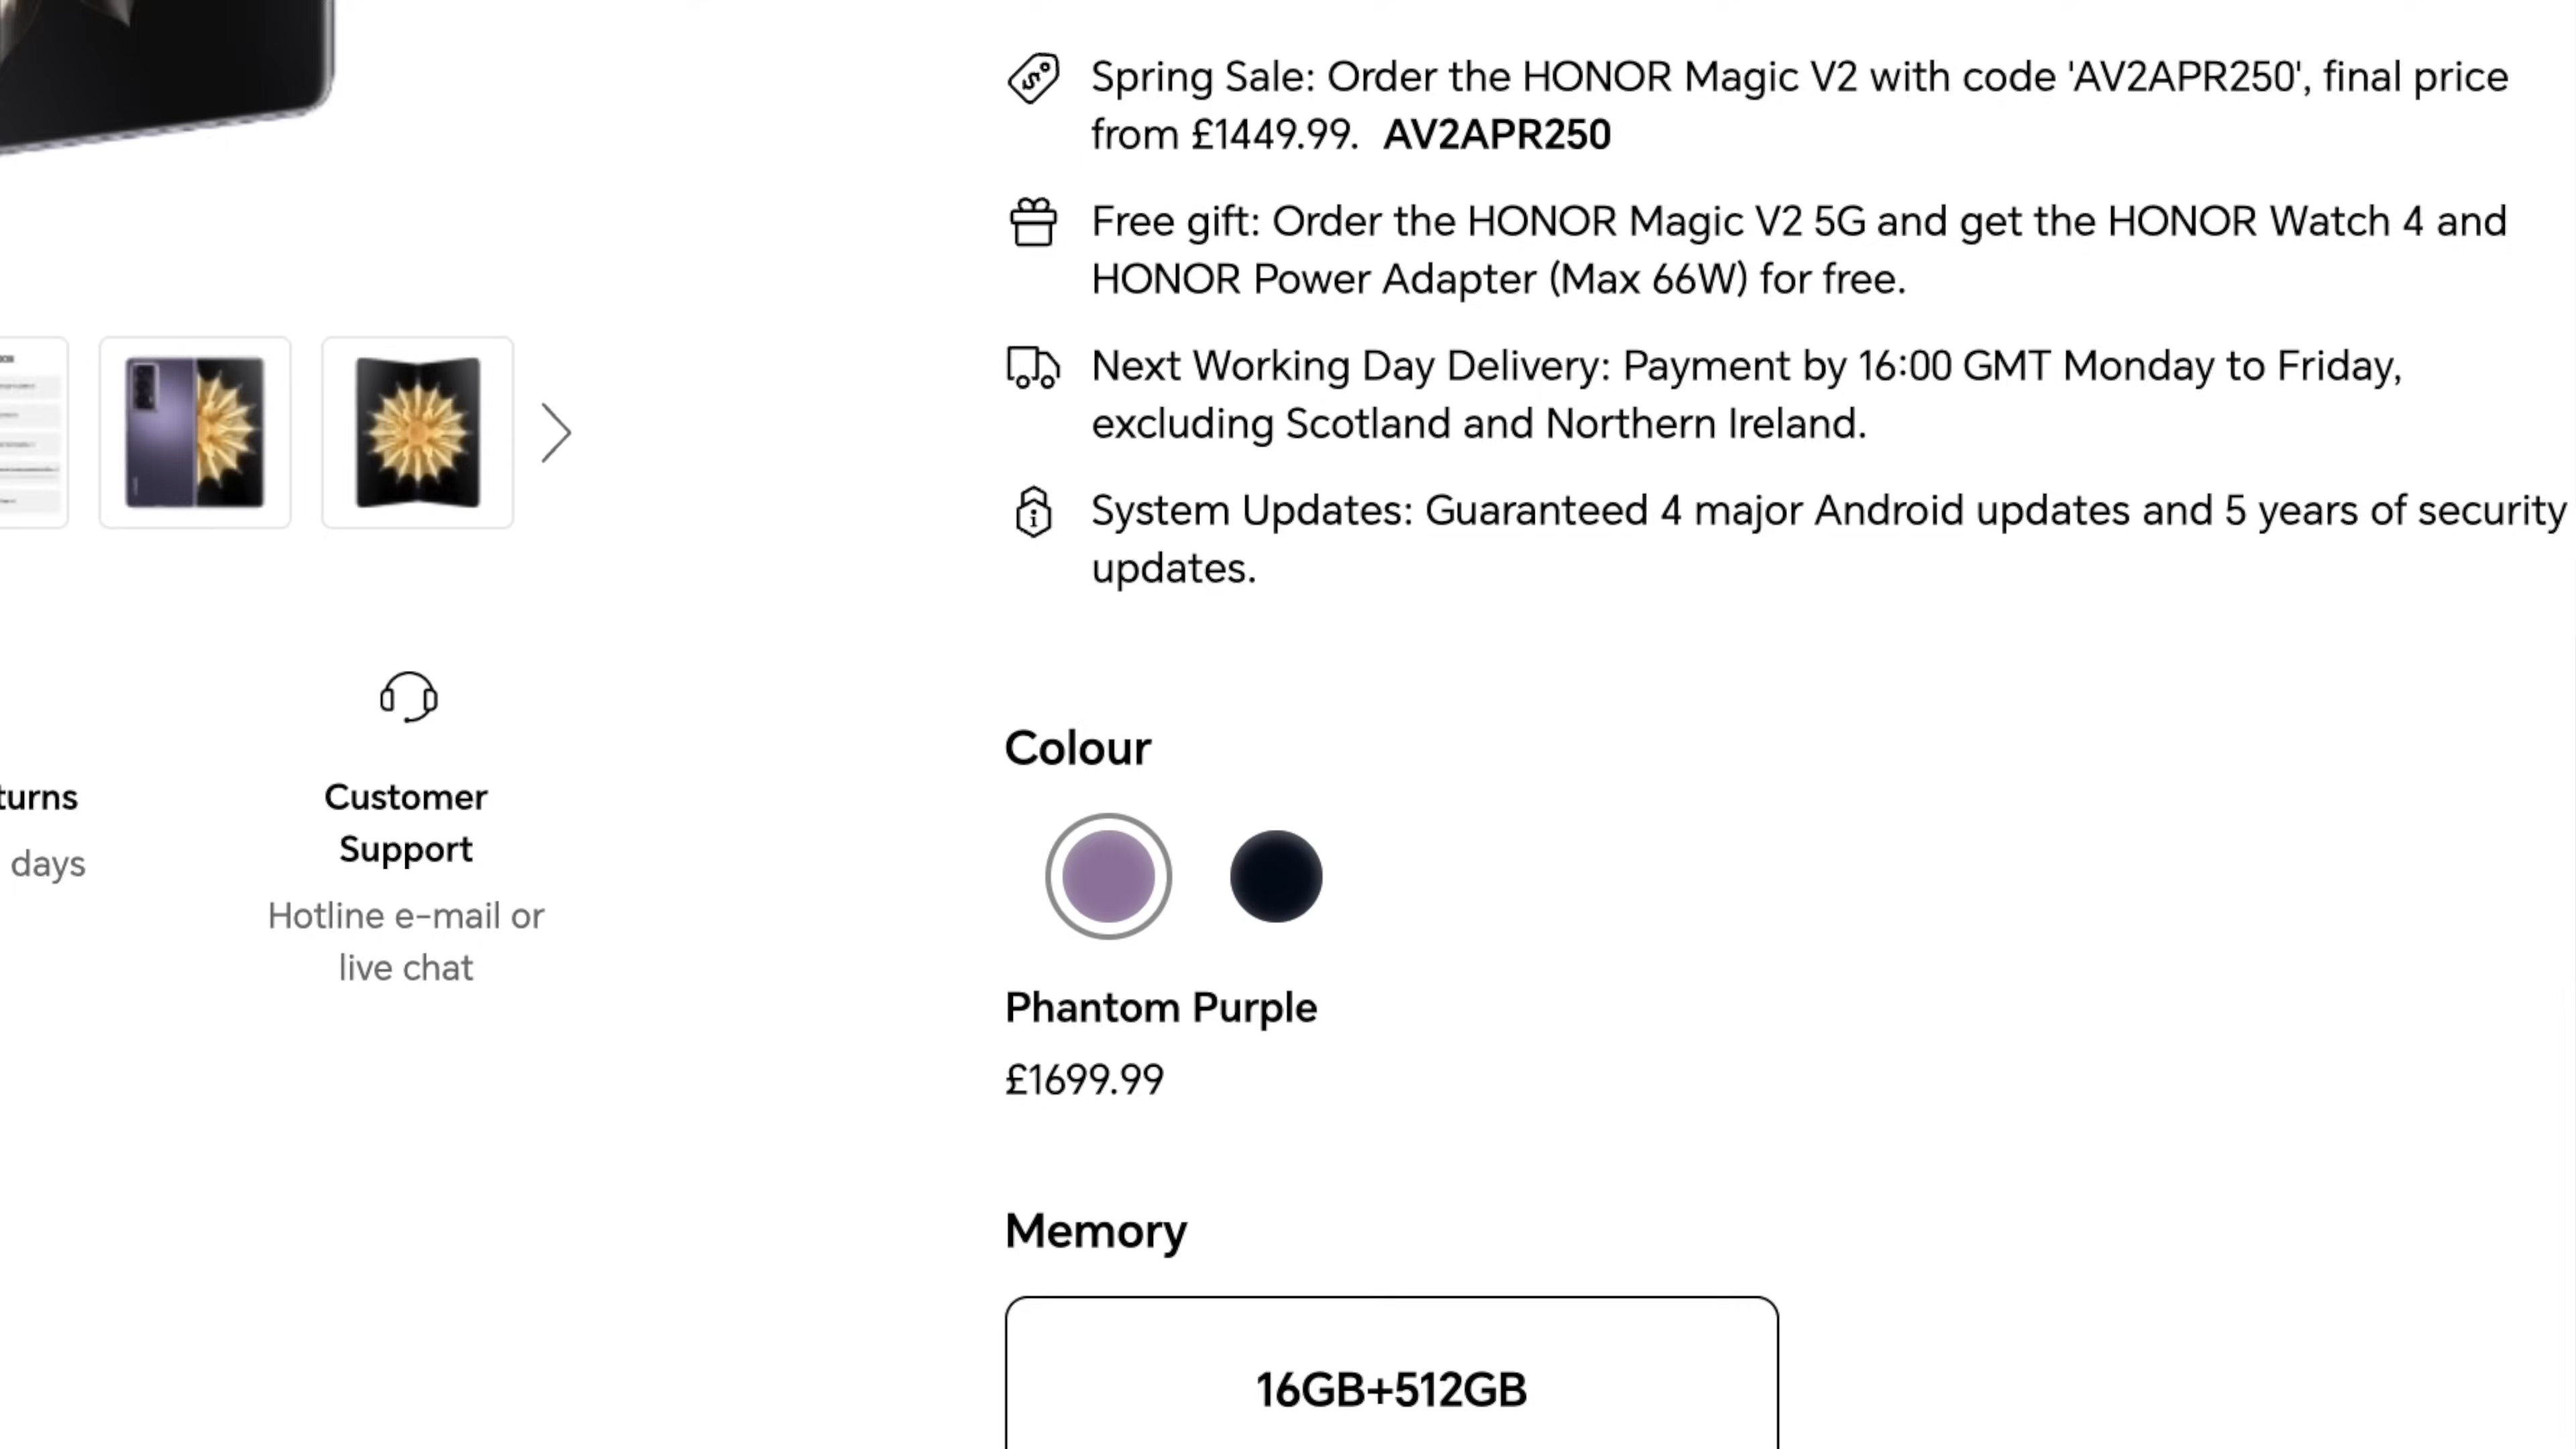 Spring Sale: Order the HONOR Magic V2 with code 'AV2APR250', final price
from £1449.99. AV2APR250
Free gift: Order the HONOR Magic V2 5G and get the HONOR Watch 4 and
HONOR Power Adapter (Max 66W) for free.
Next Working Day Delivery: Payment by 16:00 GMT Monday to Friday,
excluding Scotland and Northern Ireland.
System Updates: Guaranteed 4 major Android updates and 5 years of security
updates.
turns
days
Customer
Support
Hotline e-mail or
live chat
Colour
Phantom Purple
£1699.99
Memory
16GB+512GB